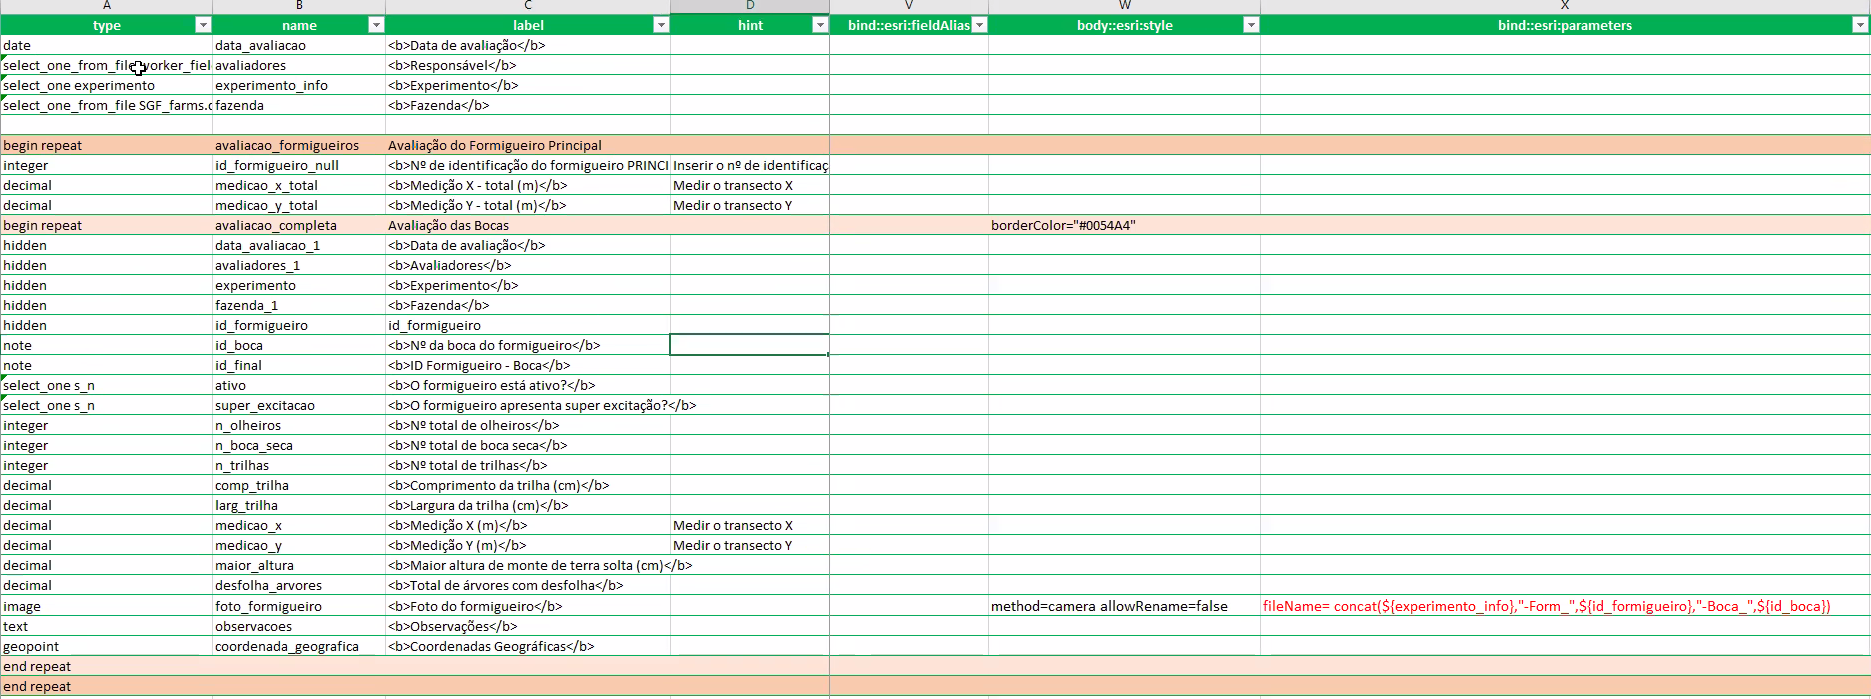 A B C D V W X
type name label hint bind::esri:fieldAlias body::esri:style bind::esri:parameters
date data_avaliacao <b>Data de avaliação</b>
select_one_from_file worker_fiel avaliadores <b>Responsável</b>
select_one experimento experimento_info <b>Experimento</b>
select_one_from_file SGF_farms.c fazenda <b>Fazenda</b>
begin repeat avaliacao_formigueiros Avaliação do Formigueiro Principal
integer id_formigueiro_null <b>Nº de identificação do formigueiro PRINCI Inserir o nº de identificaç
decimal medicao_x_total <b>Medição X - total (m)</b> Medir o transecto X
decimal medicao_y_total <b>Medição Y - total (m)</b> Medir o transecto Y
begin repeat avaliacao_completa Avaliação das Bocas borderColor="#0054A4"
hidden data_avaliacao_1 <b>Data de avaliação</b>
hidden avaliadores_1 <b>Avaliadores</b>
hidden experimento <b>Experimento</b>
hidden fazenda_1 <b>Fazenda</b>
hidden id_formigueiro id_formigueiro
note id_boca <b>Nº da boca do formigueiro</b>
note id_final <b>ID Formigueiro - Boca</b>
select_one s_n ativo <b>O formigueiro está ativo?</b>
select_one s_n super_excitacao <b>O formigueiro apresenta super excitação?</b>
integer n_olheiros <b>Nº total de olheiros</b>
integer n_boca_seca <b>Nº total de boca seca</b>
integer n_trilhas <b>Nº total de trilhas</b>
decimal comp_trilha <b>Comprimento da trilha (cm)</b>
decimal larg_trilha <b>Largura da trilha (cm)</b>
decimal medicao_x <b>Medição X (m)</b> Medir o transecto X
decimal medicao_y <b>Medição Y (m)</b> Medir o transecto Y
decimal maior_altura <b>Maior altura de monte de terra solta (cm)</b>
decimal desfolha_arvores <b>Total de árvores com desfolha</b>
image foto_formigueiro <b>Foto do formigueiro</b> method=camera allowRename=false fileName= concat(${experimento_info},"-Form_",${id_formigueiro},"-Boca_",${id_boca})
text observacoes <b>Observações</b>
geopoint coordenada_geografica <b>Coordenadas Geográficas</b>
end repeat
end repeat